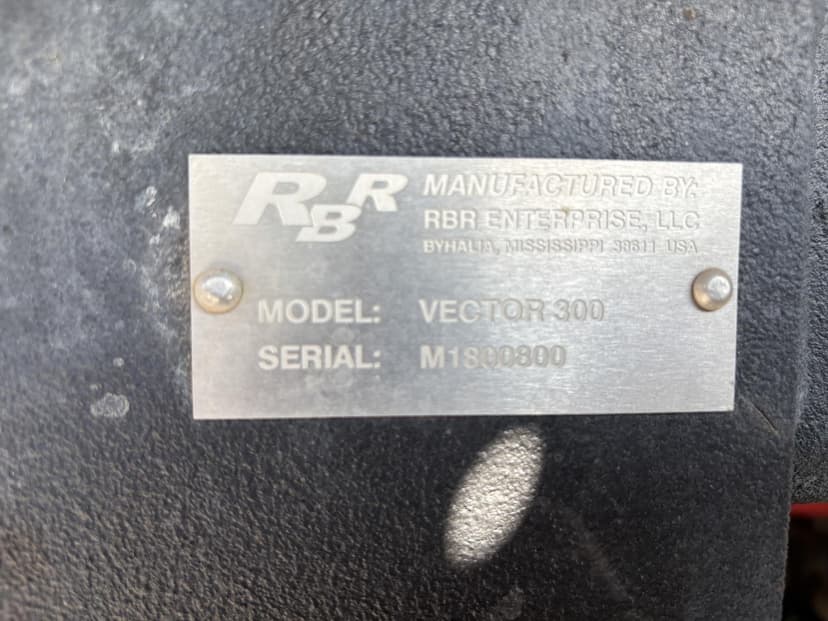 RBR
MANUFACTURED BY:
RBR ENTERPRISE, LLC
BYHALIA, MISSISSIPPI 38611 USA
MODEL: VECTOR 300
SERIAL: M1800800